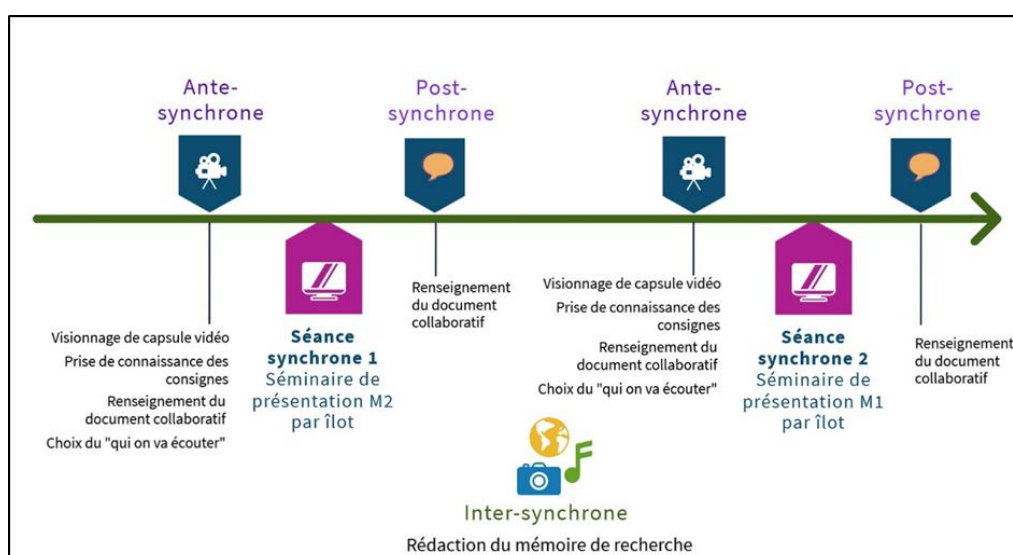 Ante-
synchrone
Post-
synchrone
Ante-
synchrone
Post-
synchrone
Visionnage de capsule vidéo
Prise de connaissance des
consignes
Renseignement du
document collaboratif
Choix du "qui on va écouter"
Séance
synchrone 1
Séminaire de
présentation M2
par îlot
Renseignement
du document
collaboratif
Visionnage de capsule vidéo
Prise de connaissance des
consignes
Renseignement du
document collaboratif
Choix du "qui on va écouter"
Séance
synchrone 2
Séminaire de
présentation M1
par îlot
Renseignement
du document
collaboratif
Inter-synchrone
Rédaction du mémoire de recherche